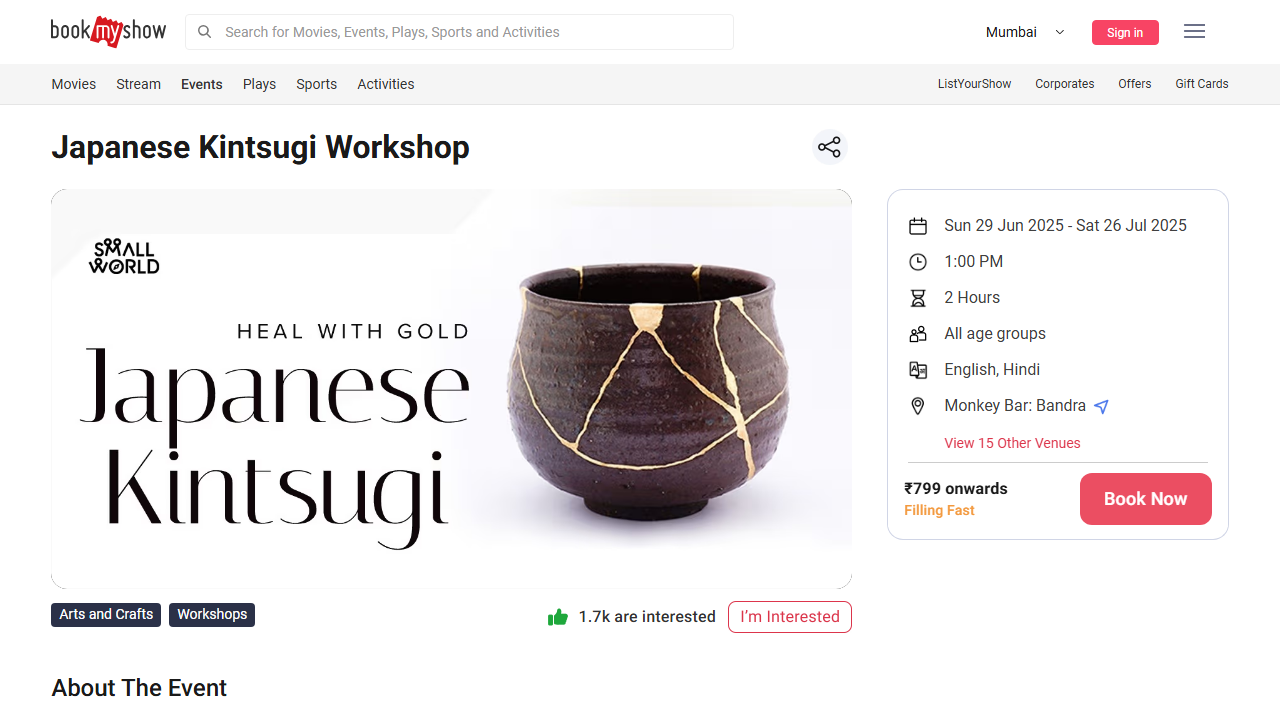 book my show
Search for Movies, Events, Plays, Sports and Activities
Mumbai
Sign in
Movies Stream Events Plays Sports Activities
ListYourShow Corporates Offers Gift Cards
Japanese Kintsugi Workshop
SMALL
WORLD
HEAL WITH GOLD
Japanese
Kintsugi
Sun 29 Jun 2025 - Sat 26 Jul 2025
1:00 PM
2 Hours
All age groups
English, Hindi
Monkey Bar: Bandra
View 15 Other Venues
₹799 onwards
Filling Fast
Book Now
Arts and Crafts Workshops
1.7k are interested
I’m Interested
About The Event